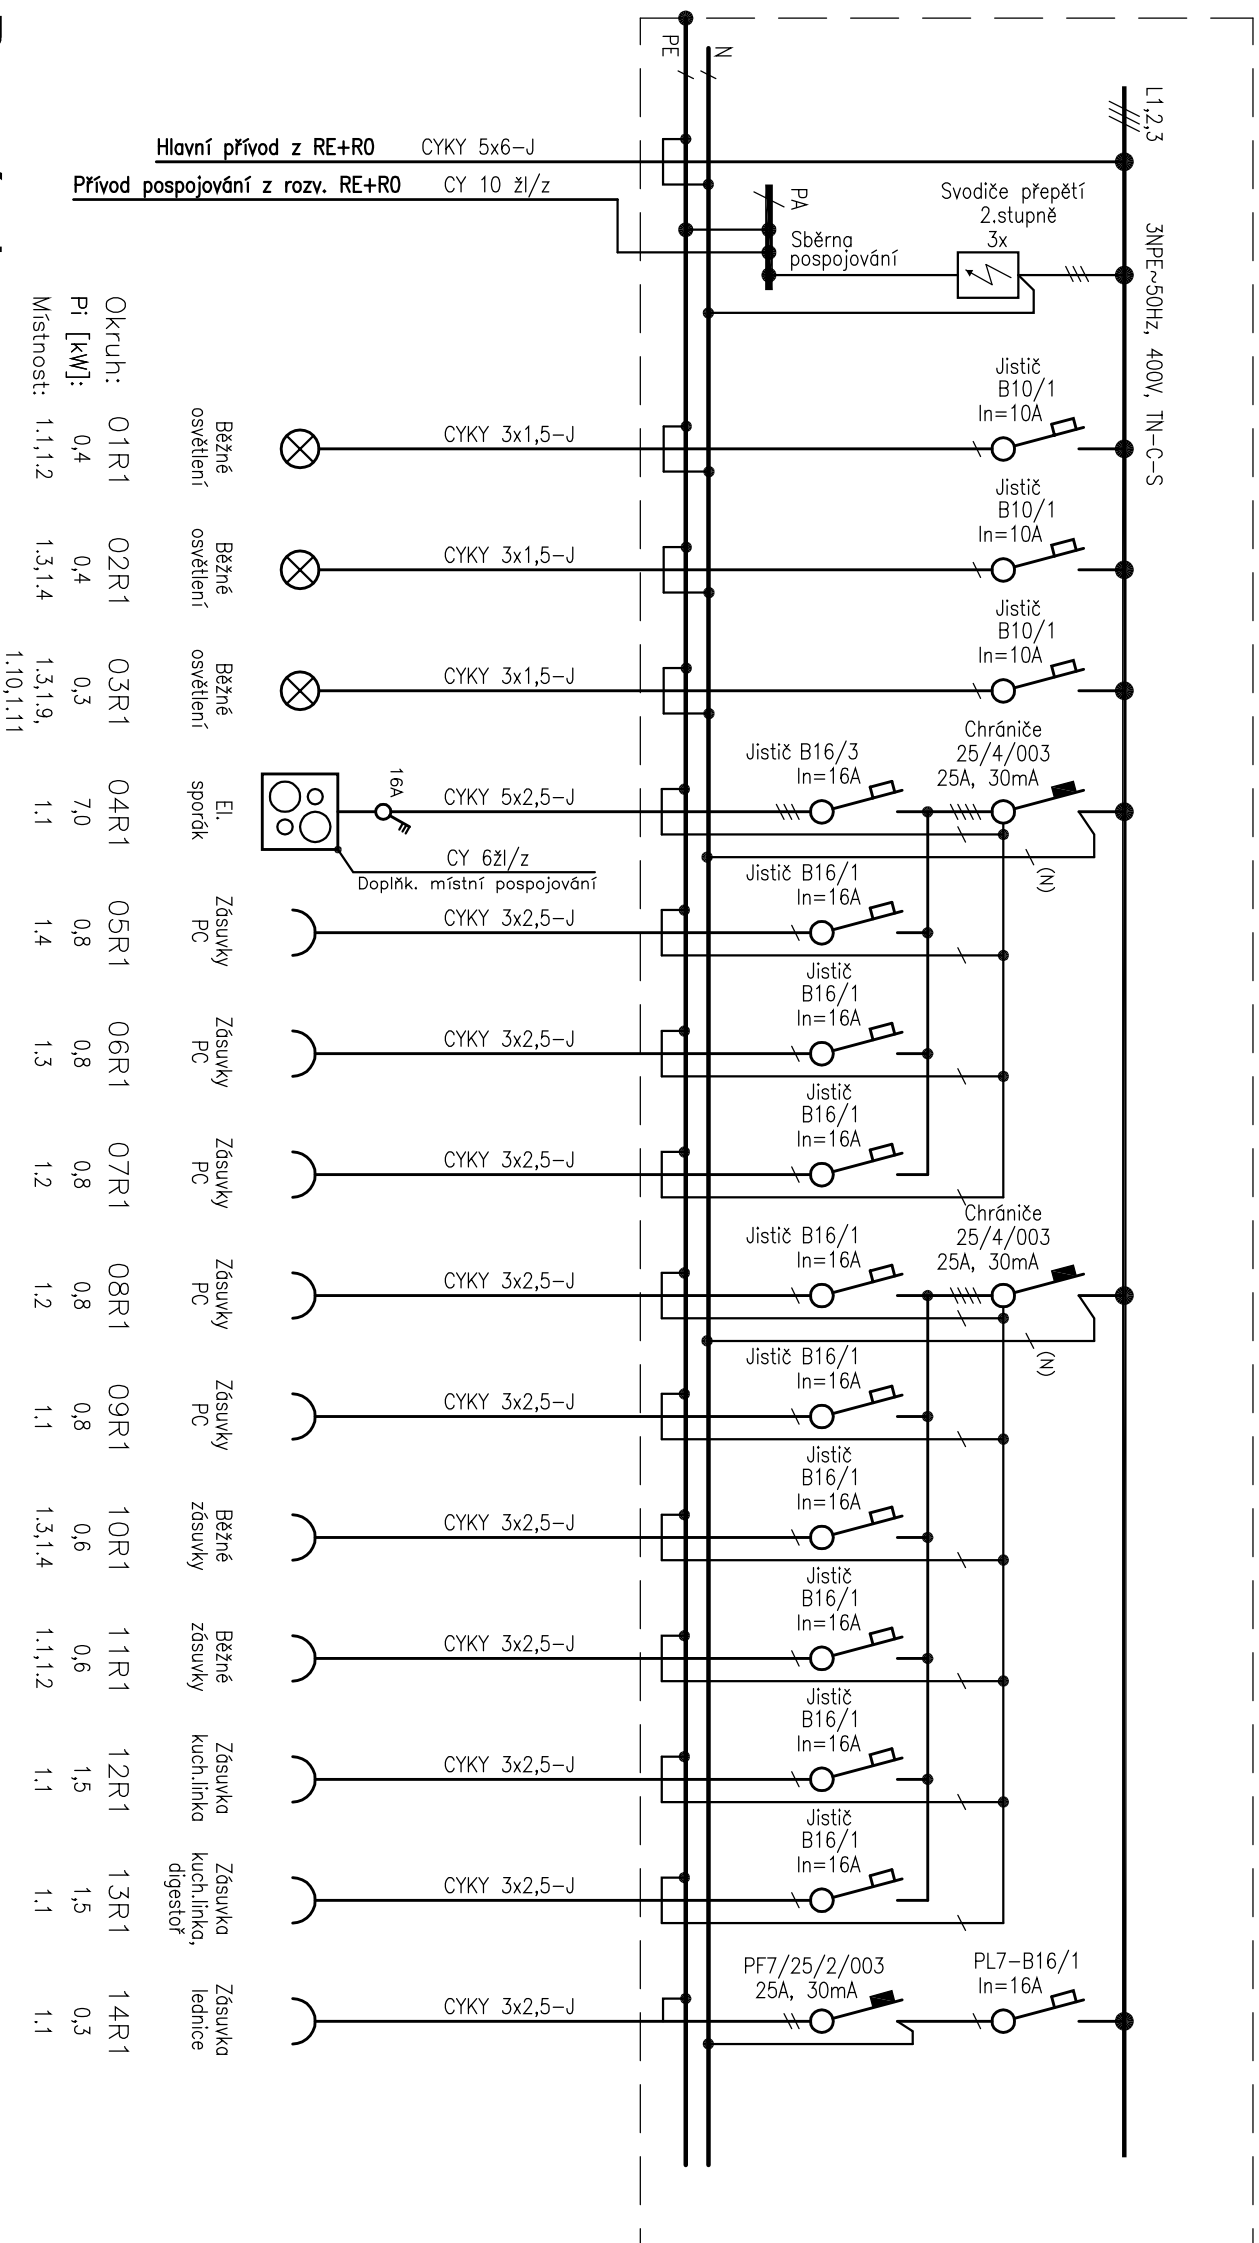 PE
N
L1,2,3
3NPE~50Hz, 400V, TN-C-S
Hlavní přívod z RE+R0
CYKY 5x6-J
Přívod pospojování z rozv. RE+R0
CY 10 žl/z
PA
Sběrna
pospojování
Svodiče přepětí
2.stupně
3x
Okruh:
Pi [kW]:
Místnost:
Jistič
B10/1
In=10A
CYKY 3x1,5-J
Běžné
osvětlení
01R1
0,4
1.1,1.2
Jistič
B10/1
In=10A
CYKY 3x1,5-J
Běžné
osvětlení
02R1
0,4
1.3,1.4
Jistič
B10/1
In=10A
CYKY 3x1,5-J
Běžné
osvětlení
03R1
0,3
1.3,1.9,
1.10,1.11
Chrániče
25/4/003
25A, 30mA
(N)
Jistič B16/3
In=16A
CYKY 5x2,5-J
16A
CY 6žl/z
Doplňk. místní pospojování
El.
sporák
04R1
7,0
1.1
Jistič B16/1
In=16A
CYKY 3x2,5-J
Zásuvky
PC
05R1
0,8
1.4
Jistič
B16/1
In=16A
CYKY 3x2,5-J
Zásuvky
PC
06R1
0,8
1.3
Jistič
B16/1
In=16A
CYKY 3x2,5-J
Zásuvky
PC
07R1
0,8
1.2
Chrániče
25/4/003
25A, 30mA
(N)
Jistič B16/1
In=16A
CYKY 3x2,5-J
Zásuvky
PC
08R1
0,8
1.2
Jistič B16/1
In=16A
CYKY 3x2,5-J
Zásuvky
PC
09R1
0,8
1.1
Jistič
B16/1
In=16A
CYKY 3x2,5-J
Běžné
zásuvky
10R1
0,6
1.3,1.4
Jistič
B16/1
In=16A
CYKY 3x2,5-J
Běžné
zásuvky
11R1
0,6
1.1,1.2
Jistič
B16/1
In=16A
CYKY 3x2,5-J
Zásuvka
kuch.linka
12R1
1,5
1.1
Jistič
B16/1
In=16A
CYKY 3x2,5-J
Zásuvka
kuch.linka,
digestoř
13R1
1,5
1.1
PL7-B16/1
In=16A
PF7/25/2/003
25A, 30mA
CYKY 3x2,5-J
Zásuvka
lednice
14R1
0,3
1.1